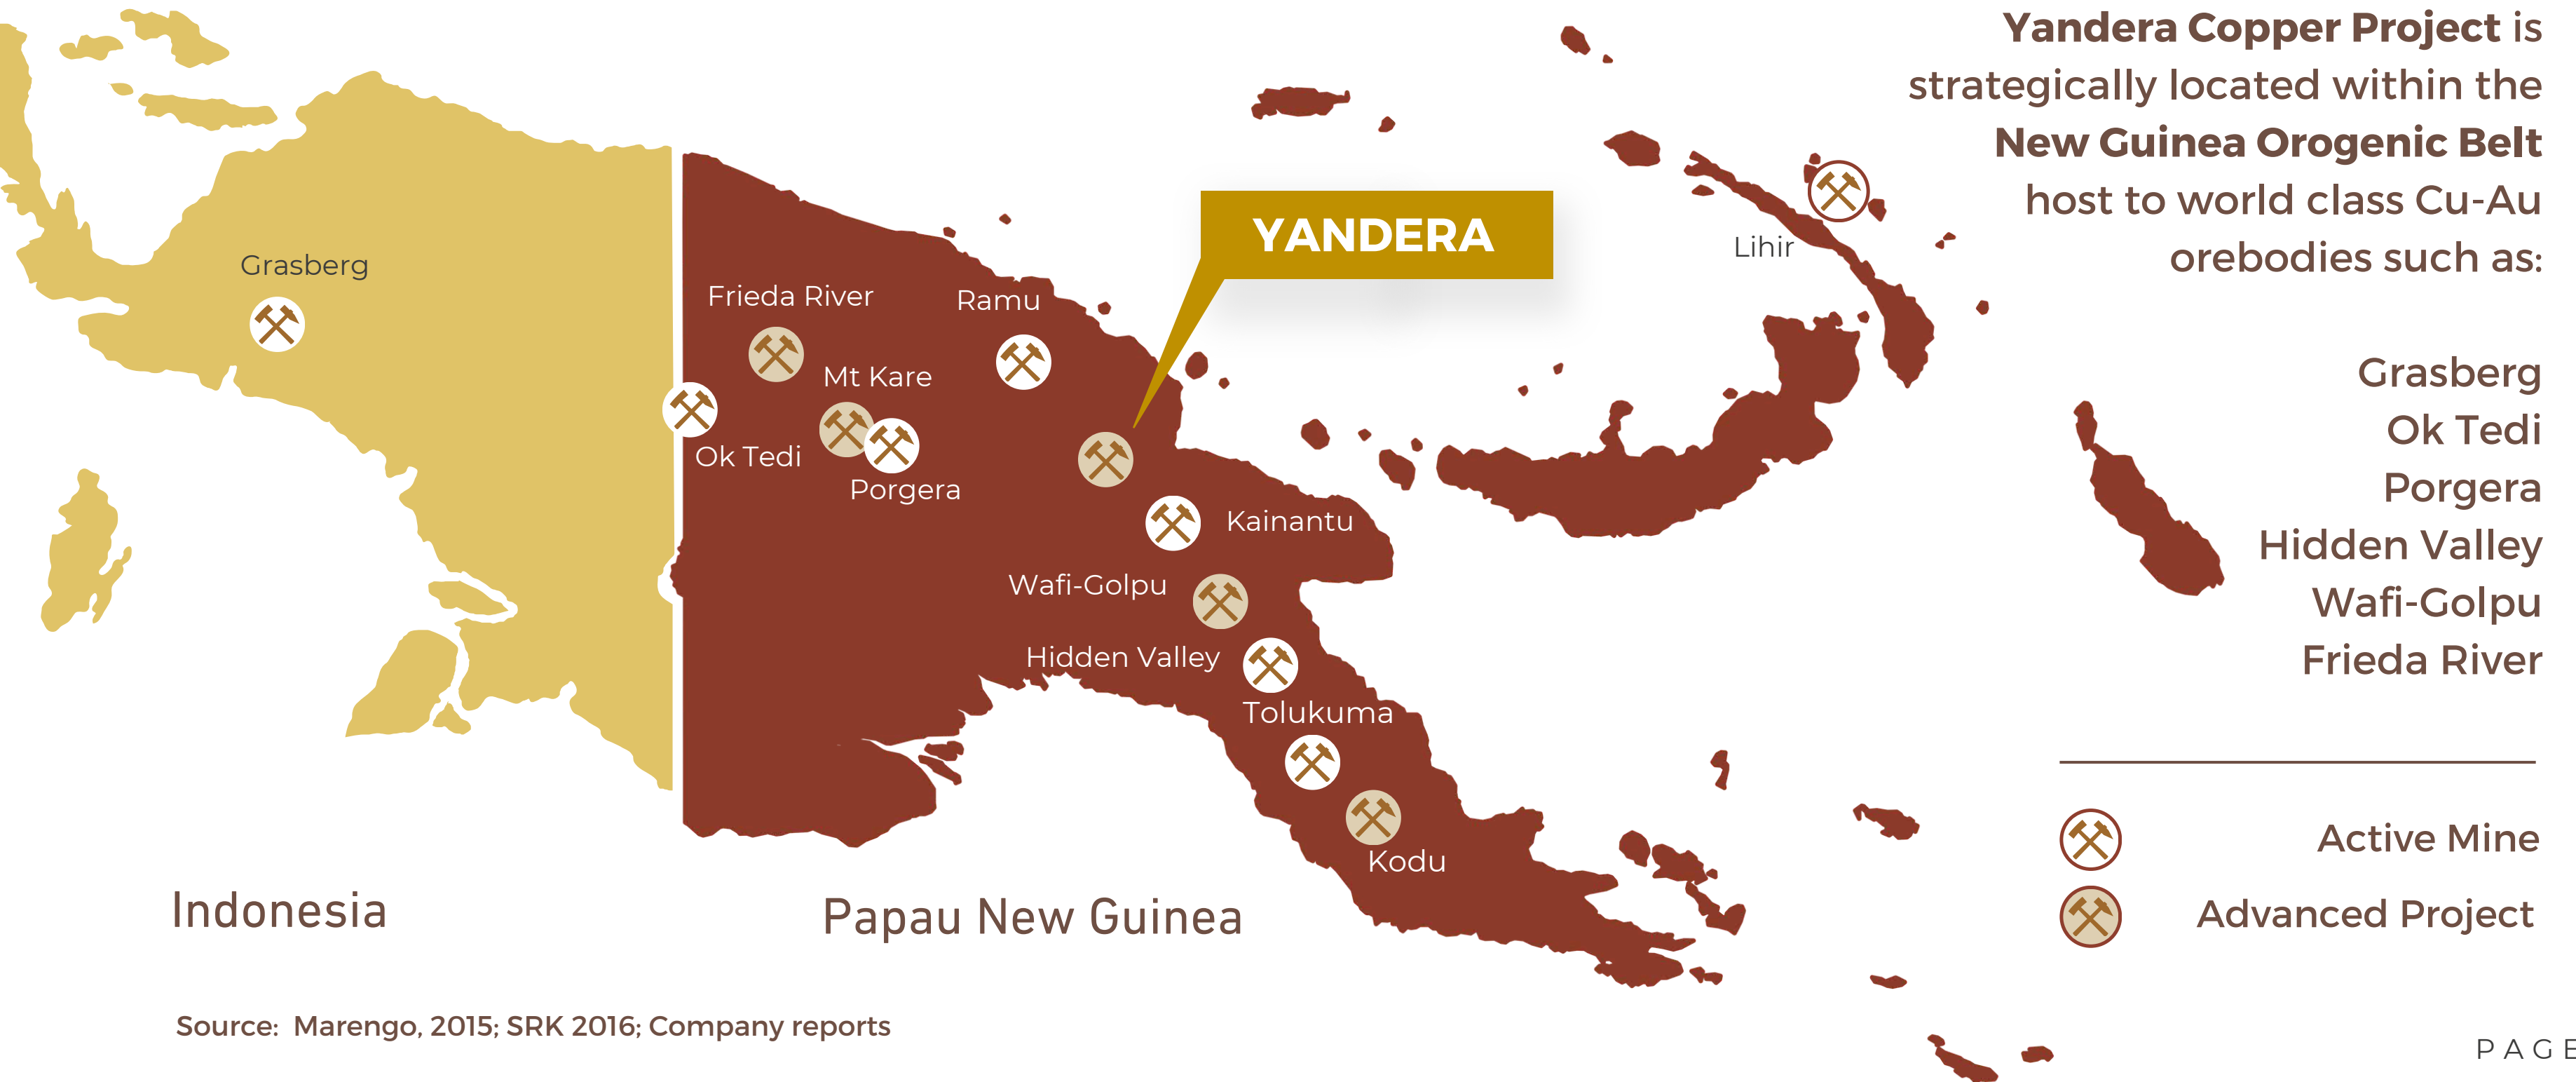 Yandera Copper Project is
strategically located within the
New Guinea Orogenic Belt
host to world class Cu-Au
orebodies such as:
Grasberg
Ok Tedi
Porgera
Hidden Valley
Wafi-Golpu
Frieda River
Active Mine
Advanced Project
YANDERA
Lihir
Grasberg
Frieda River
Ramu
Mt Kare
Ok Tedi
Porgera
Kainantu
Wafi-Golpu
Hidden Valley
Tolukuma
Kodu
Indonesia
Papau New Guinea
Source: Marengo, 2015; SRK 2016; Company reports
PAGE